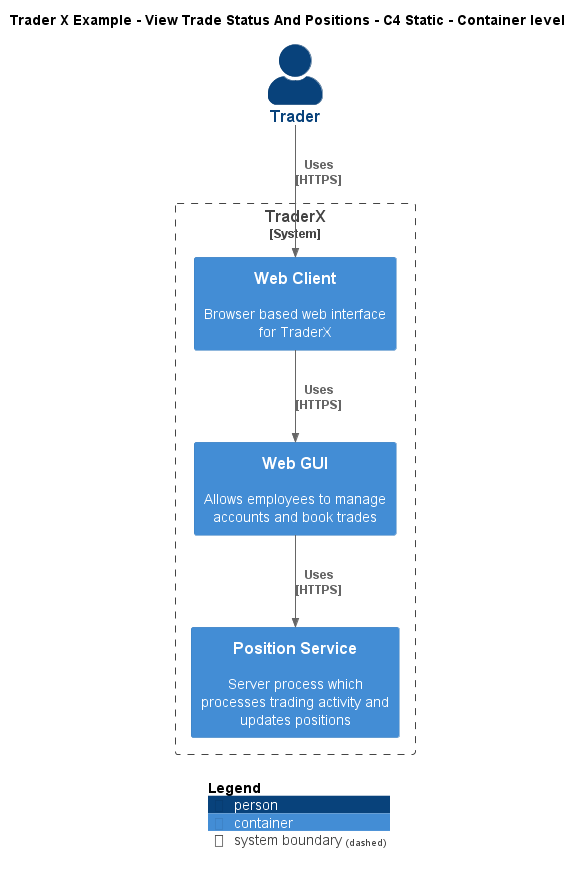 Trader X Example - View Trade Status And Positions - C4 Static - Container level
Trader
Uses
[HTTPS]
TraderX
[System]
Web Client
Browser based web interface
for TraderX
Uses
[HTTPS]
Web GUI
Allows employees to manage
accounts and book trades
Uses
[HTTPS]
Position Service
Server process which
processes trading activity and
updates positions
Legend
person
container
system boundary (dashed)